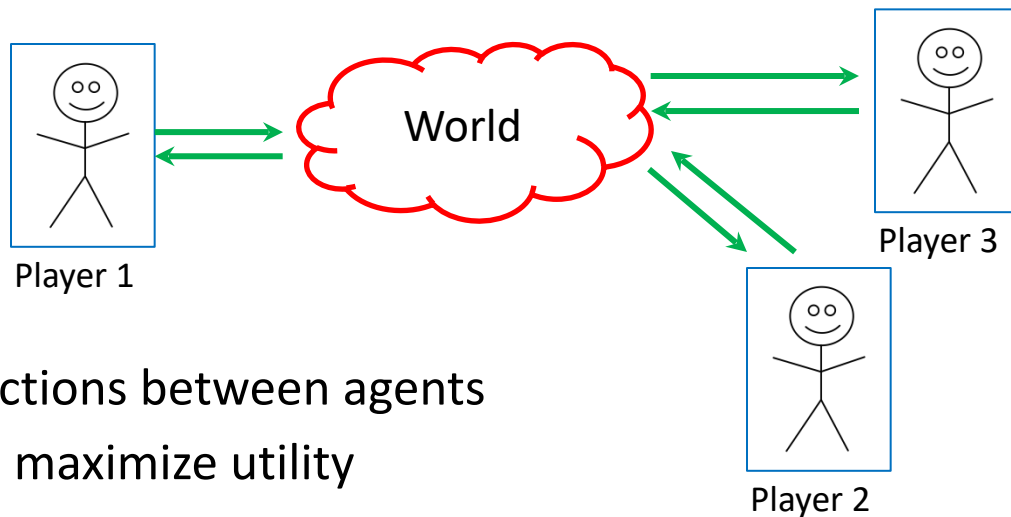 World
Player 1
Player 3
ctions between agents
maximize utility
Player 2